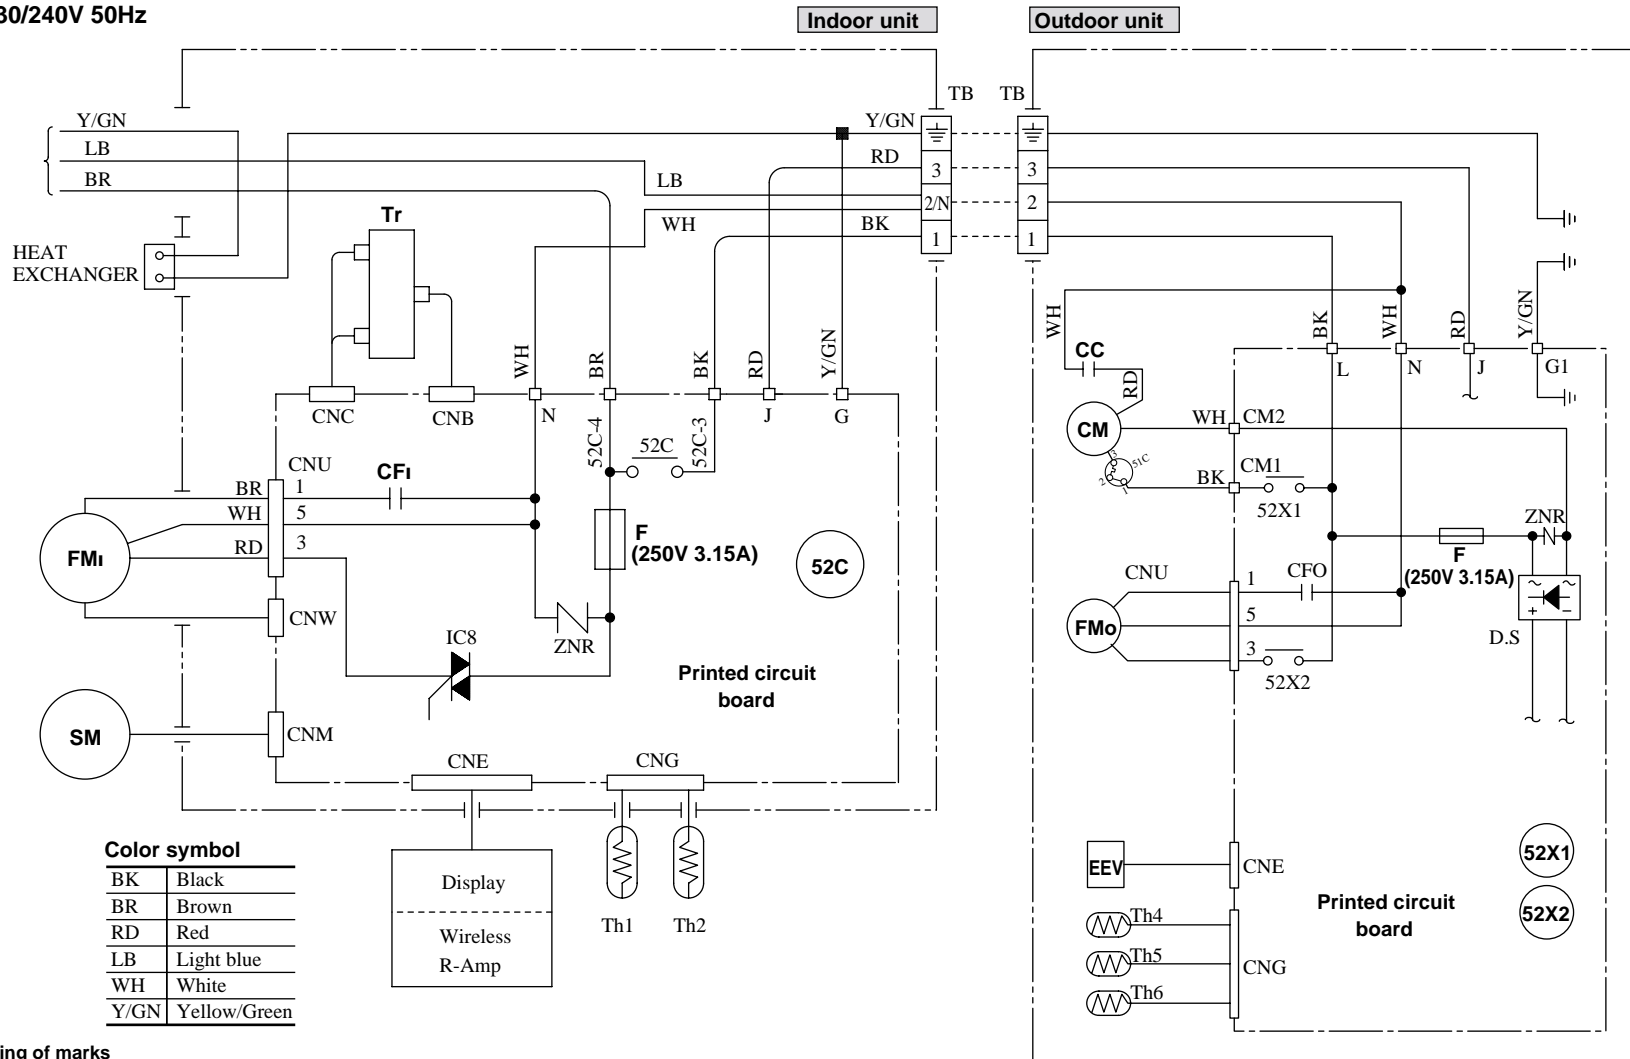 30/240V 50Hz
Indoor unit
Outdoor unit
TB
TB
Y/GN
LB
BR
Y/GN
RD
LB
WH
BK
3
2/N
1
3
2
1
HEAT
EXCHANGER
Tr
WH
BR
BK
RD
Y/GN
CNC
CNB
N
52C-4
52C
52C-3
J
G
CNU
CFI
BR
1
WH
5
RD
3
FMI
F
(250V 3.15A)
52C
CNW
ZNR
IC8
Printed circuit
board
SM
CNM
CNE
CNG
Display
Wireless
R-Amp
Th1
Th2
Color symbol
BK Black
BR Brown
RD Red
LB Light blue
WH White
Y/GN Yellow/Green
ing of marks
WH
BK
WH
RD
Y/GN
CC
RD
L
N
J
G1
CM
WH
CM2
3
51C
2
1
BK
CM1
52X1
ZNR
F
(250V 3.15A)
CNU
1
CFO
5
FMo
3
52X2
~ ~
+ −
D.S
EEV
CNE
52X1
52X2
Printed circuit
board
Th4
Th5
Th6
CNG